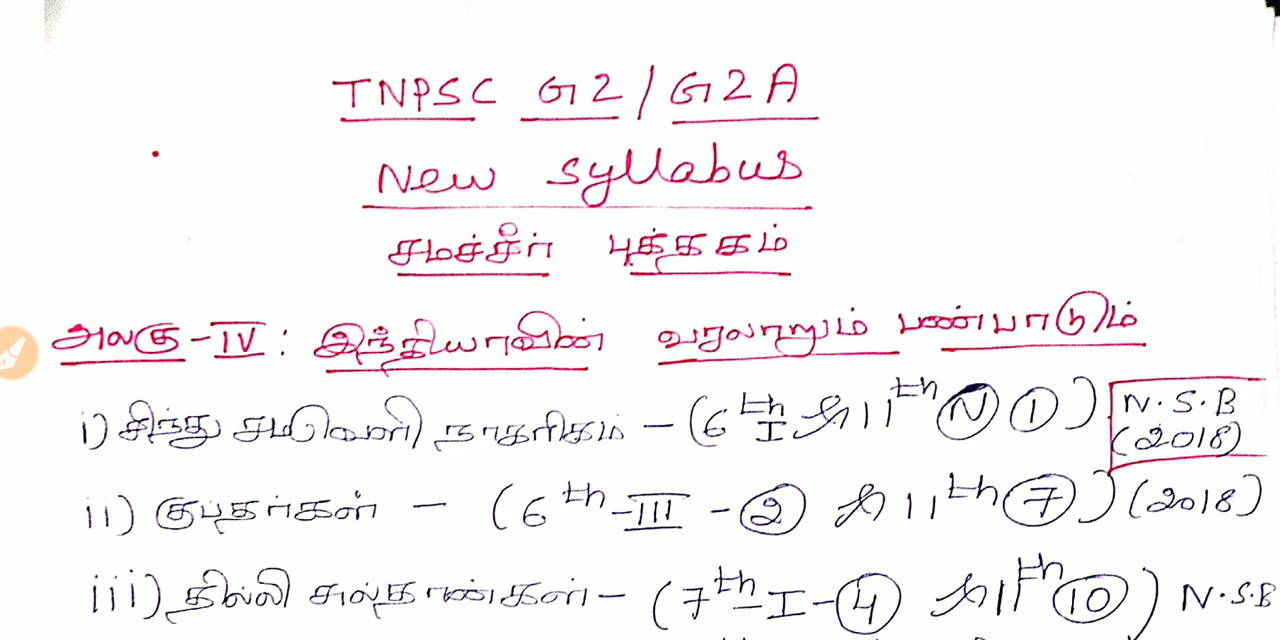 TNPSC G2/G2A
New Syllabus
சமச்சீர் புத்தகம்
அலகு-IV: இந்தியாவின் வரலாறும் பண்பாடும்
i) சிந்து சமவெளி நாகரிகம் - (6th I & 11th N 1) N.S.B (2018)
ii) குப்தர்கள் - (6th-III-2 & 11th 7) (2018)
iii) தில்லி சுல்தான்கள் - (7th-I-4 & 11th 10) N.S.B